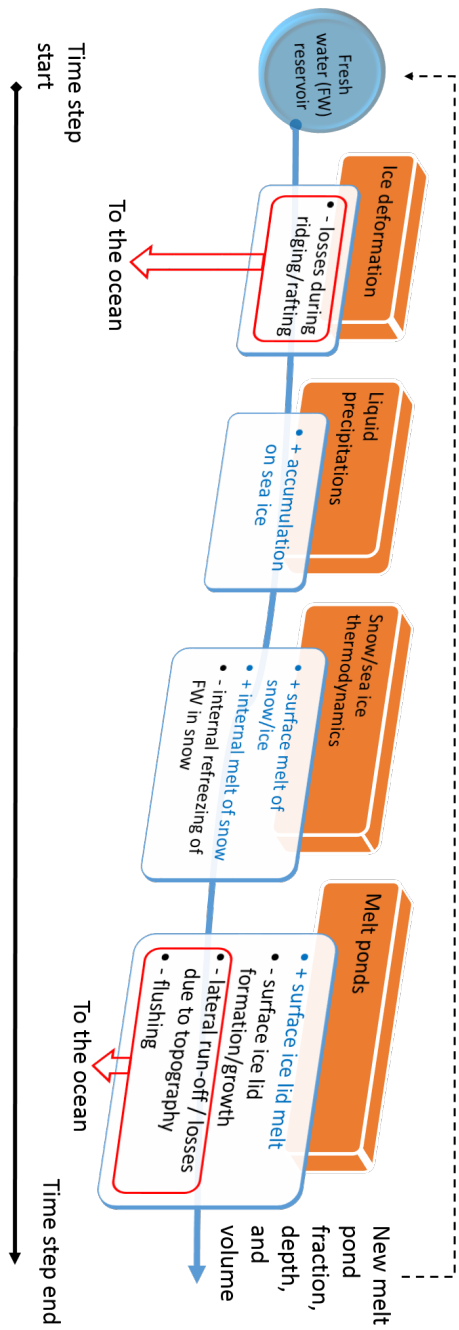 Fresh
water (FW)
reservoir
Ice deformation
• - losses during
ridging/rafting
To the ocean
Liquid
precipitations
• + accumulation
on sea ice
Snow/sea ice
thermodynamics
• + surface melt of
snow/ice
• + internal melt of snow
• - internal refreezing of
FW in snow
Melt ponds
• + surface ice lid melt
• - surface ice lid
formation/growth
• - lateral run-off / losses
due to topography
• - flushing
To the ocean
New melt
pond
fraction,
depth,
and
volume
Time step
start
Time step end